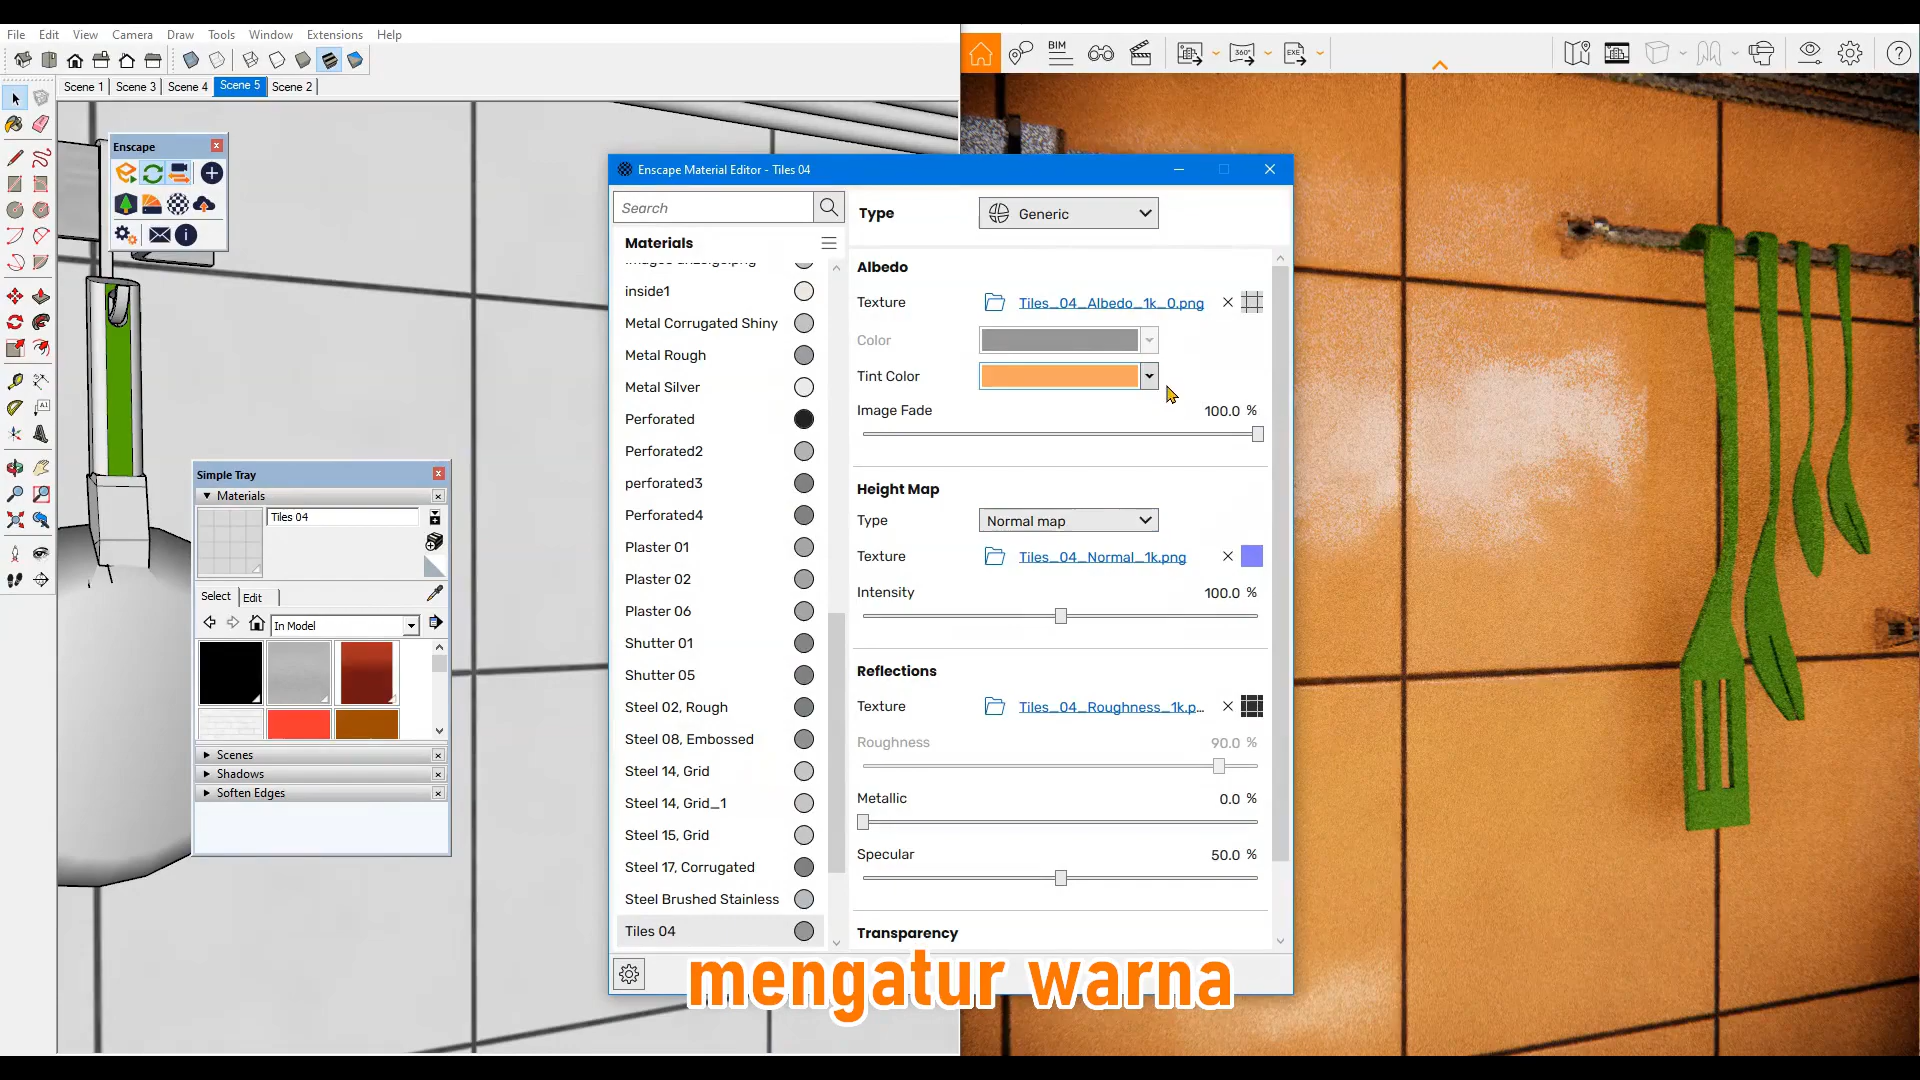 File Edit View Camera Draw Tools Window Extensions Help
BIM
360°
EXE
Scene 1 Scene 3 Scene 4 Scene 5 Scene 2
Enscape
Simple Tray
Materials
Tiles 04
Select Edit
In Model
Scenes
Shadows
Soften Edges
Enscape Material Editor - Tiles 04
Search
Materials
inside1
Metal Corrugated Shiny
Metal Rough
Metal Silver
Perforated
Perforated2
perforated3
Perforated4
Plaster 01
Plaster 02
Plaster 06
Shutter 01
Shutter 05
Steel 02, Rough
Steel 08, Embossed
Steel 14, Grid
Steel 14, Grid_1
Steel 15, Grid
Steel 17, Corrugated
Steel Brushed Stainless
Tiles 04
Type Generic
Albedo
Texture Tiles_04_Albedo_1k_0.png
Color
Tint Color
Image Fade 100.0 %
Height Map
Type Normal map
Texture Tiles_04_Normal_1k.png
Intensity 100.0 %
Reflections
Texture Tiles_04_Roughness_1k.p...
Roughness 90.0 %
Metallic 0.0 %
Specular 50.0 %
Transparency
mengatur warna